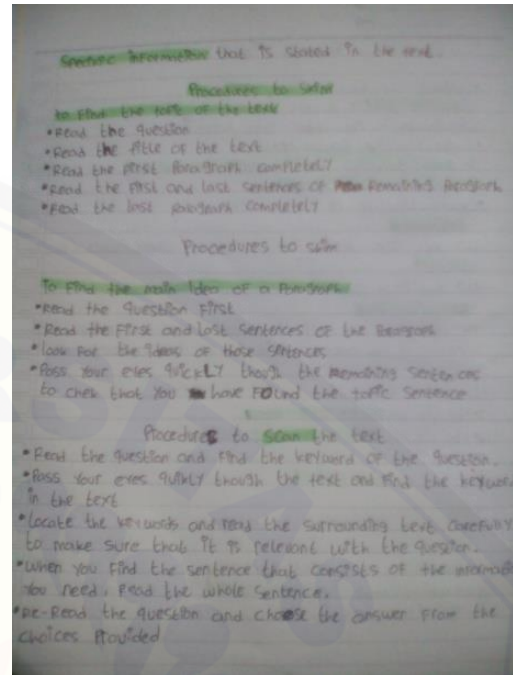 Specific information that is stated in the text.
Procedures to skim
to Find the topic of the text
•Read the question
•Read the title of the text
•Read the first Paragraph completely
•Read the first and last sentences of Remaining Paragraph
•Read the last paragraph completely
Procedures to skim
To Find the main idea of a Paragraph
•Read the question First
•Read the First and Last Sentences of the Paragraph
•look For the ideas of those sentences
•Pass Your eyes quickLY though the remaining sentences
to chek that You have FOund the topic Sentence
Procedures to scan the text
•Read the question and Find the keyword of the question.
•Pass Your eyes quikly though the text and Find the keyword
in the text
•Locate the keywords and read the surrounding text carefully
to make sure that it is relevant with the question.
•when you Find the sentence that consists of the informati
You need. Read the whole Sentence.
•Re-Read the question and choose the answer From the
choices Provided